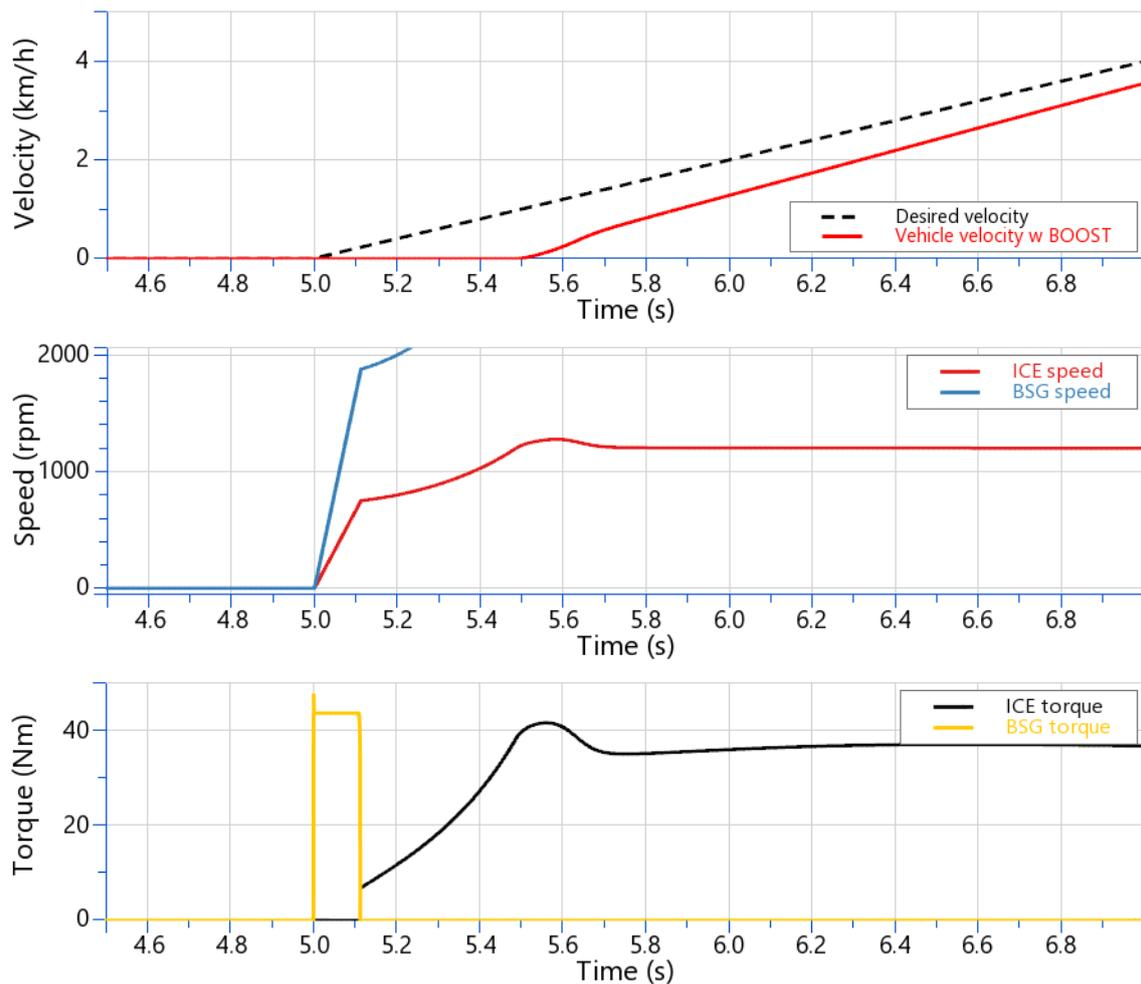 Velocity (km/h)
4
2
0
Desired velocity
Vehicle velocity w BOOST
4.6 4.8 5.0 5.2 5.4 5.6 5.8 6.0 6.2 6.4 6.6 6.8
Time (s)
Speed (rpm)
2000
1000
0
ICE speed
BSG speed
4.6 4.8 5.0 5.2 5.4 5.6 5.8 6.0 6.2 6.4 6.6 6.8
Time (s)
Torque (Nm)
40
20
0
ICE torque
BSG torque
4.6 4.8 5.0 5.2 5.4 5.6 5.8 6.0 6.2 6.4 6.6 6.8
Time (s)